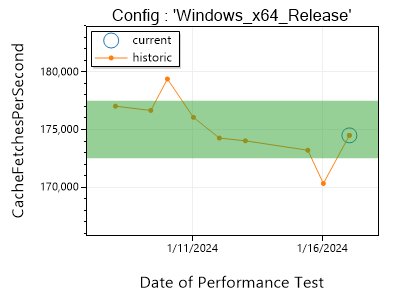 Config : 'Windows_x64_Release'
current
historic
180,000
175,000
170,000
CacheFetchesPerSecond
1/11/2024
1/16/2024
Date of Performance Test